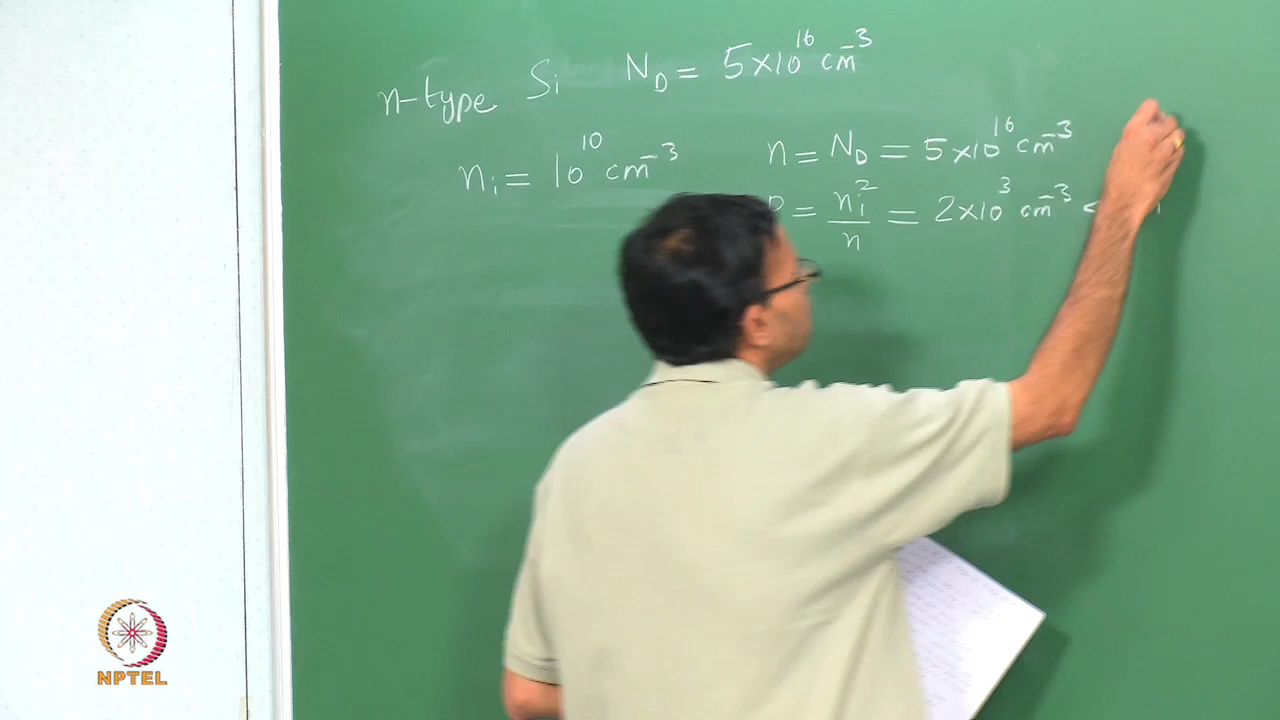 n-type Si N_D = 5×10^16 cm^-3
n_i = 10^10 cm^-3 n = N_D = 5×10^16 cm^-3
p = n_i^2/n = 2×10^3 cm^-3 <
NPTEL